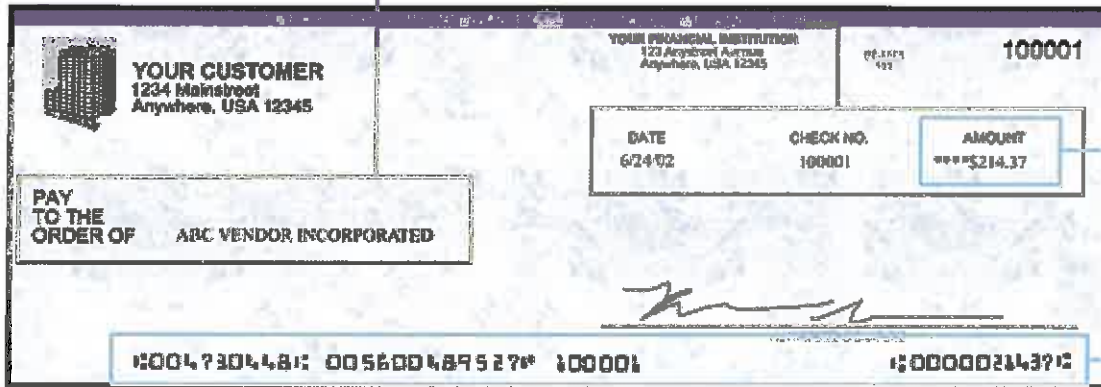 YOUR FINANCIAL INSTITUTION
123 Anystreet Avenue
Anywhere, USA 12345
100001
YOUR CUSTOMER
1234 Mainstreet
Anywhere, USA 12345
DATE CHECK NO. AMOUNT
6/24/02 100001 ****$214.37
PAY
TO THE
ORDER OF ABC VENDOR INCORPORATED
⑆004730448⑆ 005600489527⑈ 100001 ⑆0000021437⑆